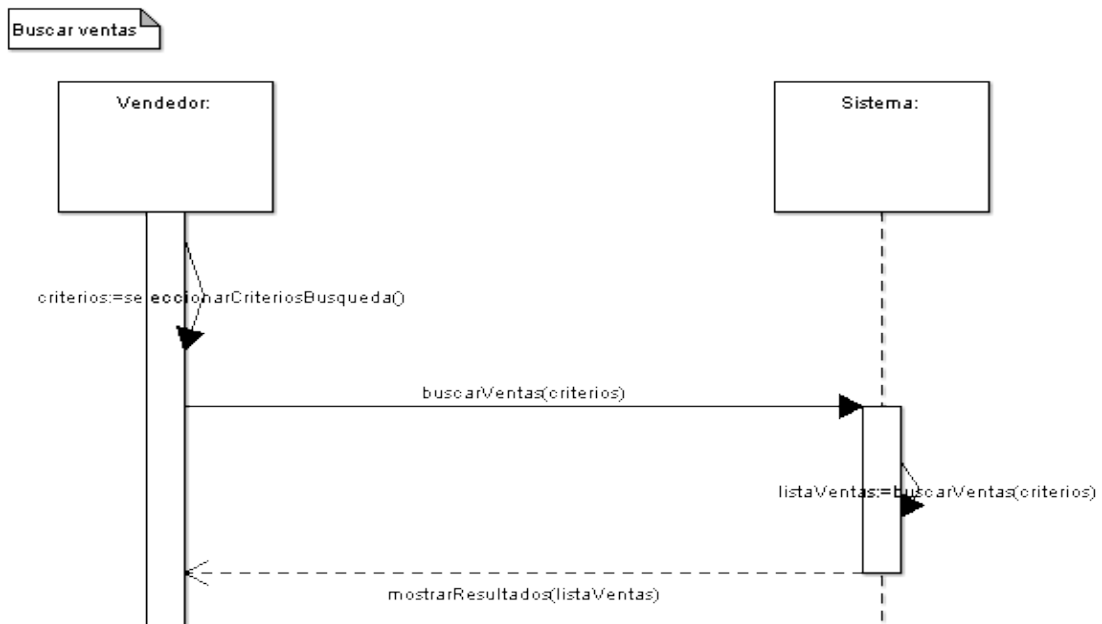 Buscar ventas
Vendedor:
Sistema:
criterios:=seleccionarCriteriosBusqueda()
buscarVentas(criterios)
listaVentas:=buscarVentas(criterios)
mostrarResultados(listaVentas)